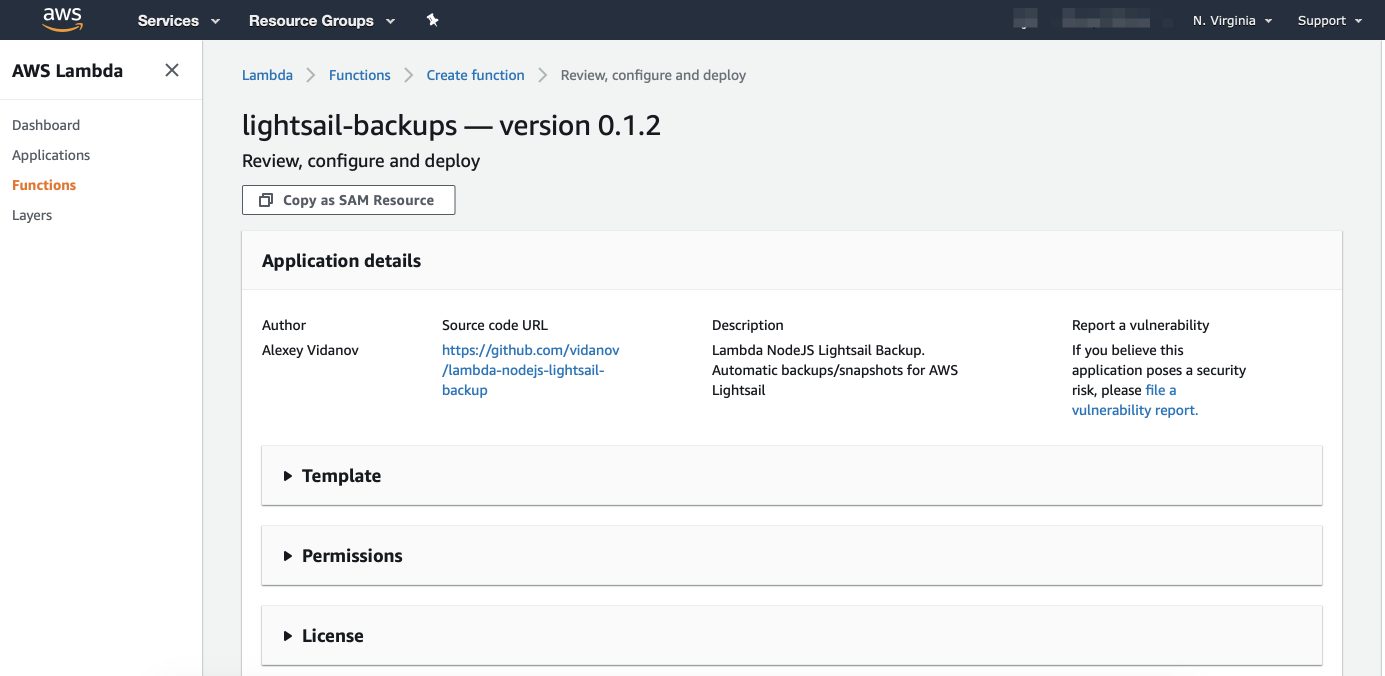 aws Services Resource Groups N. Virginia Support
AWS Lambda
Dashboard
Applications
Functions
Layers
Lambda Functions Create function Review, configure and deploy
lightsail-backups — version 0.1.2
Review, configure and deploy
Copy as SAM Resource
Application details
Author
Alexey Vidanov
Source code URL
https://github.com/vidanov
/lambda-nodejs-lightsail-
backup
Description
Lambda NodeJS Lightsail Backup.
Automatic backups/snapshots for AWS
Lightsail
Report a vulnerability
If you believe this
application poses a security
risk, please file a
vulnerability report.
Template
Permissions
License